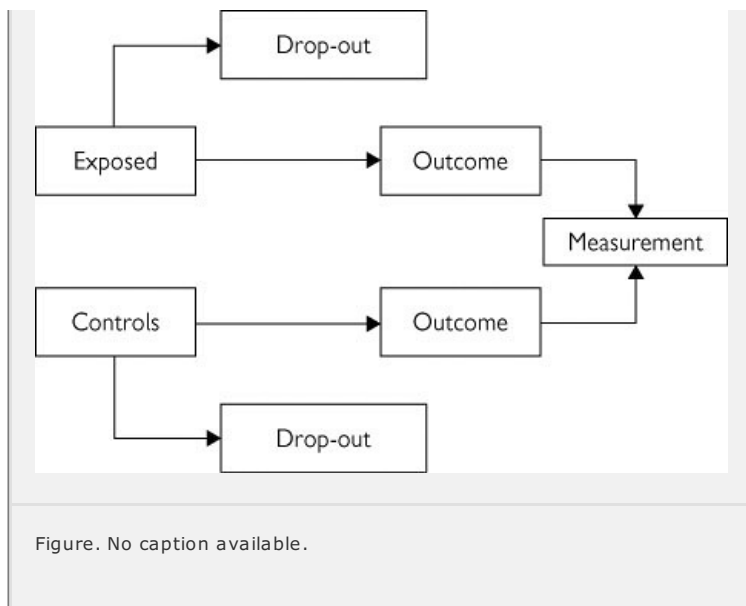 Drop-out
Exposed
Outcome
Measurement
Controls
Outcome
Drop-out
Figure. No caption available.